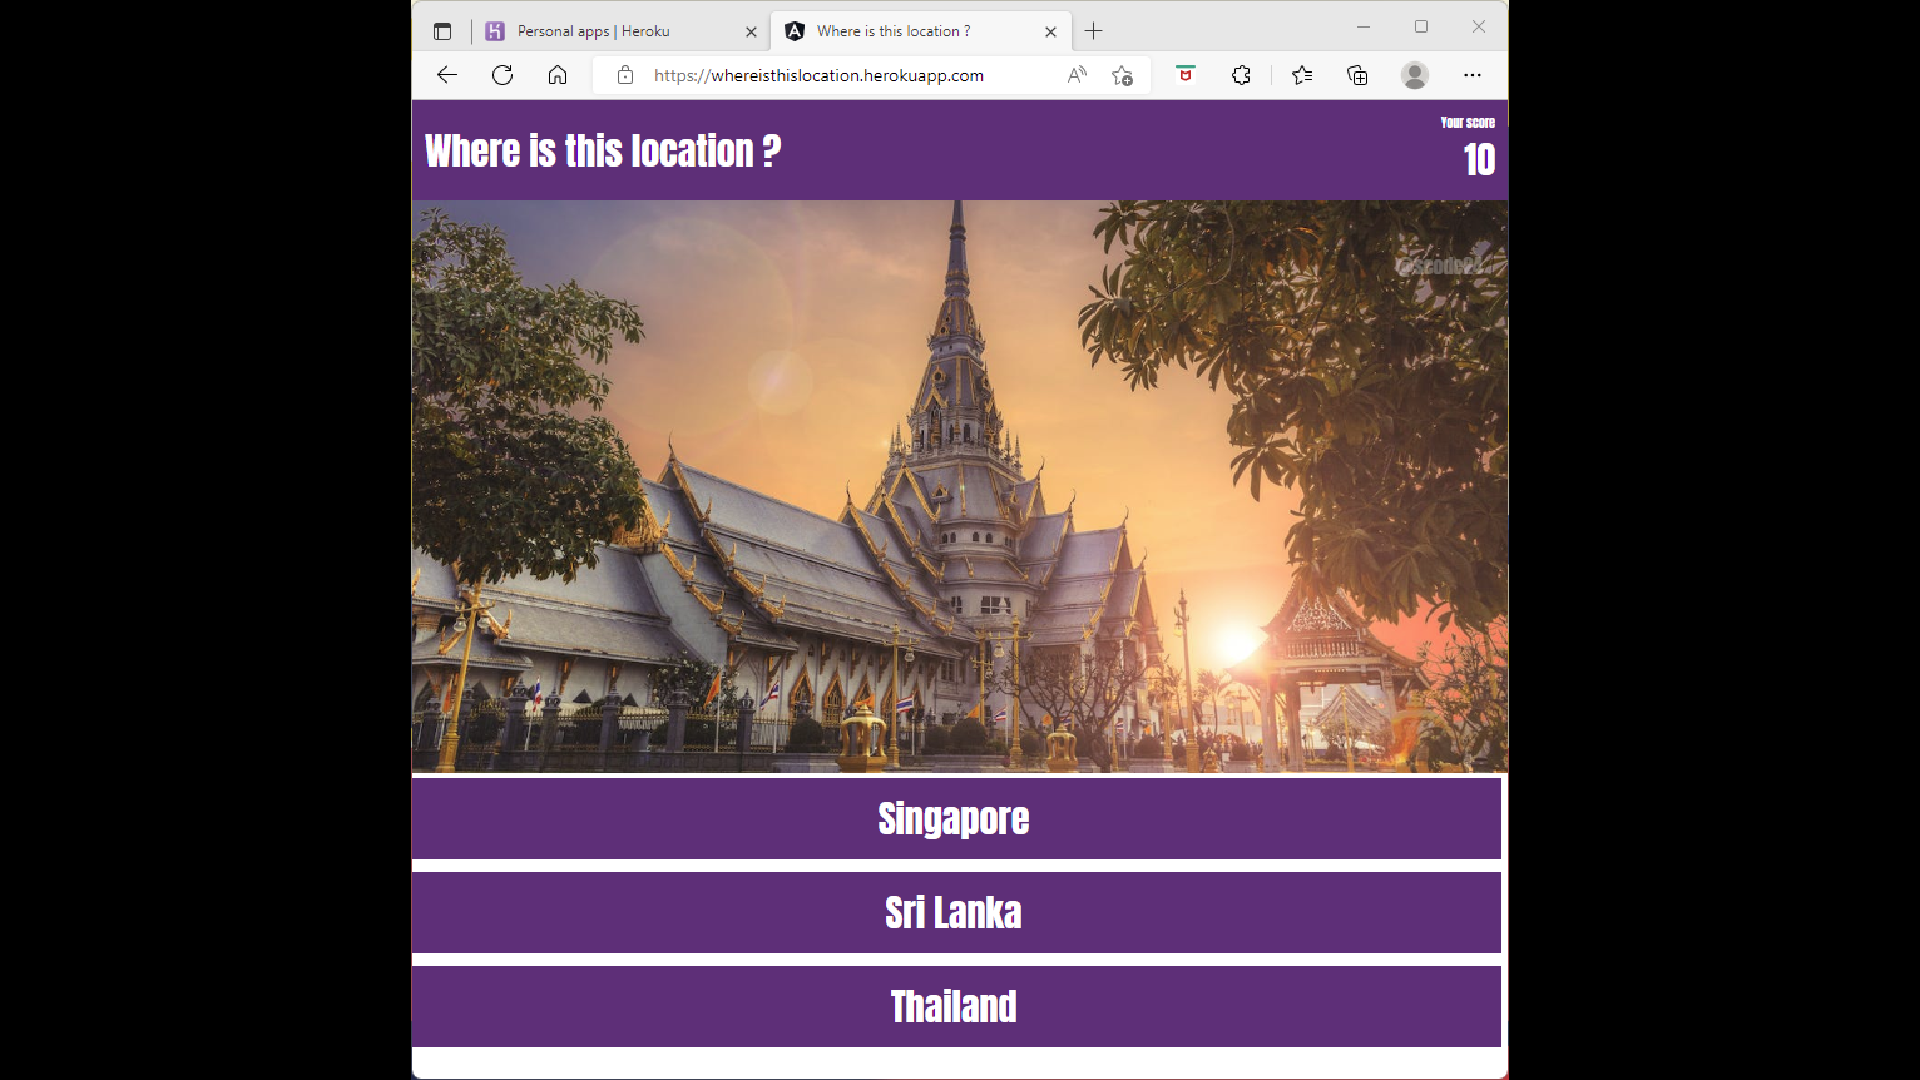 Personal apps | Heroku
Where is this location ?
https://whereisthislocation.herokuapp.com
Your score
Where is this location ?
10
Singapore
Sri Lanka
Thailand